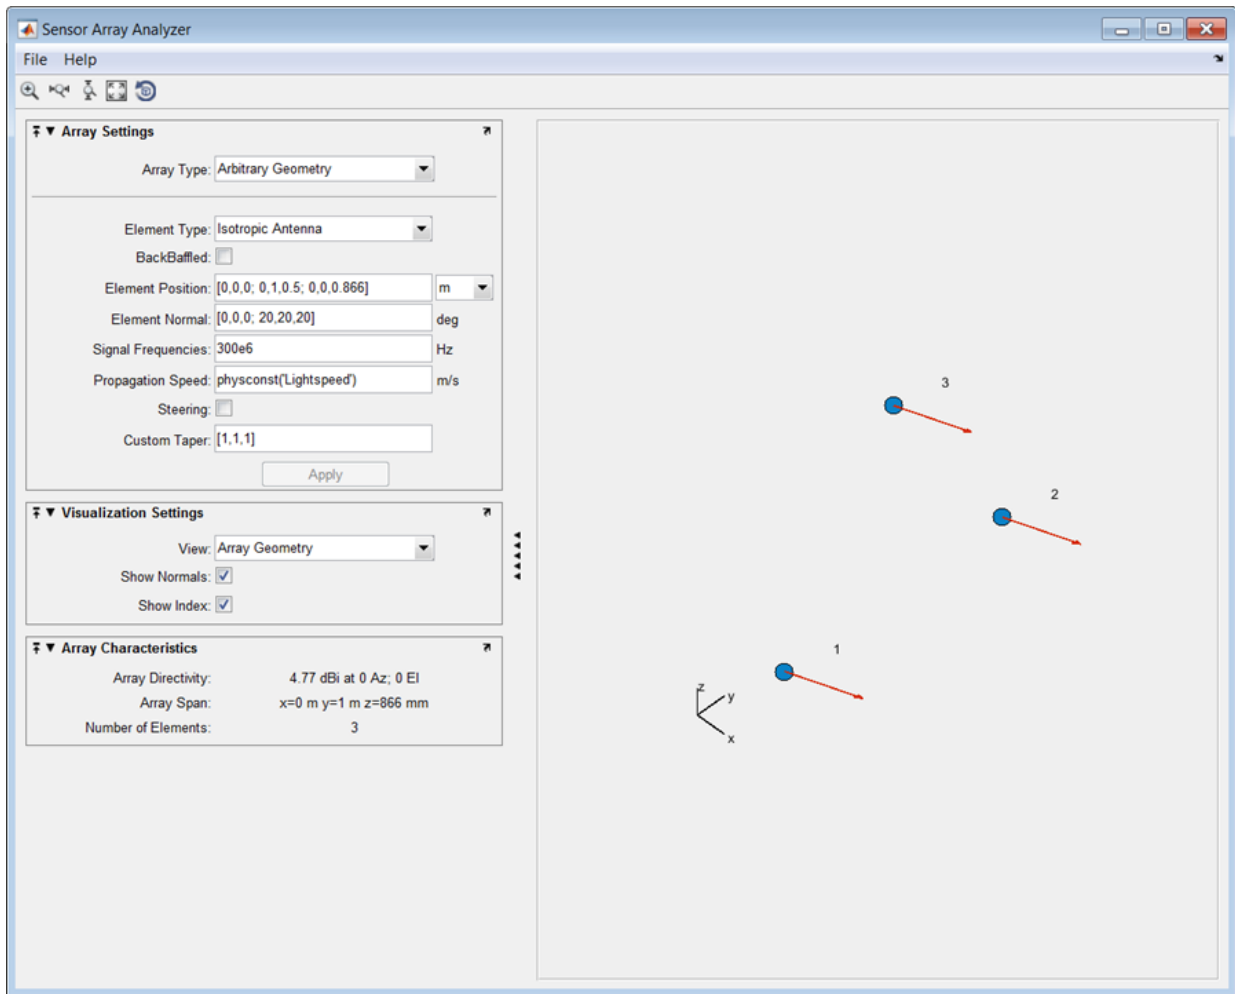 Sensor Array Analyzer
File Help
Array Settings
Array Type: Arbitrary Geometry
Element Type: Isotropic Antenna
BackBaffled:
Element Position: [0,0,0; 0,1,0.5; 0,0,0.866] m
Element Normal: [0,0,0; 20,20,20] deg
Signal Frequencies: 300e6 Hz
Propagation Speed: physconst('Lightspeed') m/s
Steering:
Custom Taper: [1,1,1]
Apply
Visualization Settings
View: Array Geometry
Show Normals:
Show Index:
Array Characteristics
Array Directivity: 4.77 dBi at 0 Az; 0 El
Array Span: x=0 m y=1 m z=866 mm
Number of Elements: 3
3
2
1
z
y
x